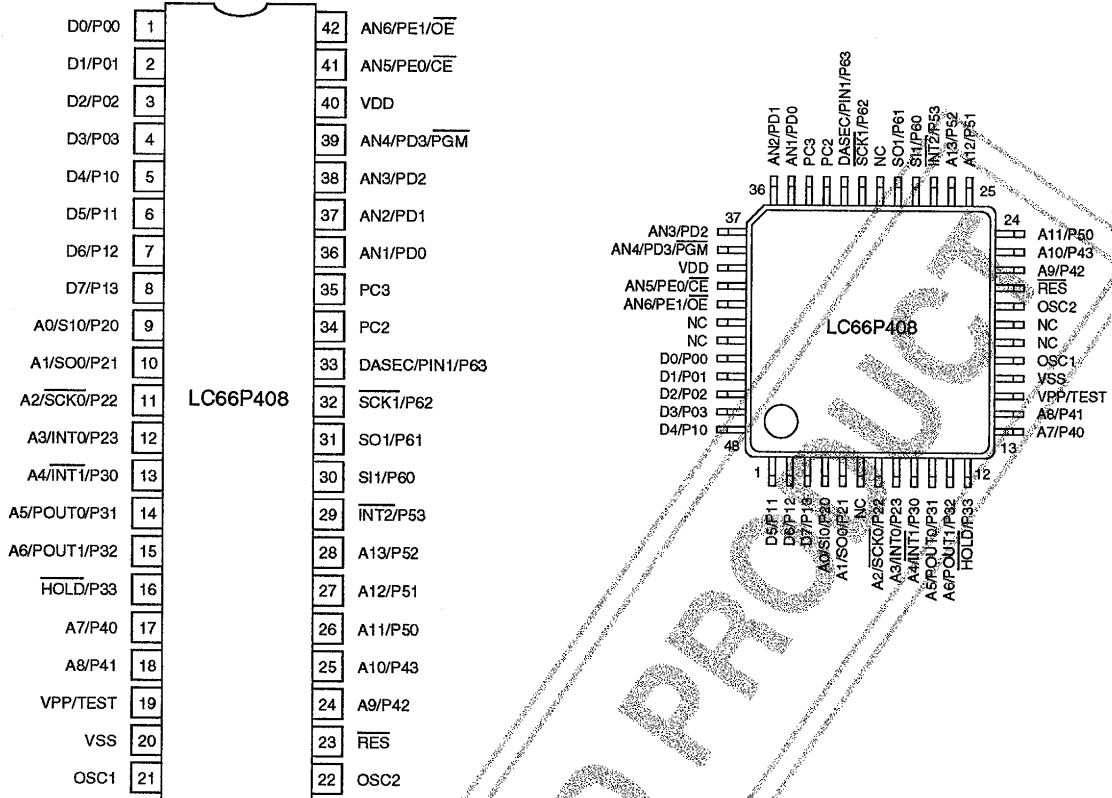 D0/P00 1
D1/P01 2
D2/P02 3
D3/P03 4
D4/P10 5
D5/P11 6
D6/P12 7
D7/P13 8
A0/S10/P20 9
A1/SO0/P21 10
A2/SCK0/P22 11
A3/INT0/P23 12
A4/INT1/P30 13
A5/POUT0/P31 14
A6/POUT1/P32 15
HOLD/P33 16
A7/P40 17
A8/P41 18
VPP/TEST 19
VSS 20
OSC1 21
LC66P408
42 AN6/PE1/OE
41 AN5/PE0/CE
40 VDD
39 AN4/PD3/PGM
38 AN3/PD2
37 AN2/PD1
36 AN1/PD0
35 PC3
34 PC2
33 DASEC/PIN1/P63
32 SCK1/P62
31 SO1/P61
30 SI1/P60
29 INT2/P53
28 A13/P52
27 A12/P51
26 A11/P50
25 A10/P43
24 A9/P42
23 RES
22 OSC2
AN2/PD1
AN1/PD0
PC3
PC2
DASEC/PIN1/P63
SCK1/P62
NC
SO1/P61
SI1/P60
INT2/P53
A13/P52
A12/P51
36
25
37
24
AN3/PD2
AN4/PD3/PGM
VDD
AN5/PE0/CE
AN6/PE1/OE
NC
NC
D0/P00
D1/P01
D2/P02
D3/P03
D4/P10
LC66P408
A11/P50
A10/P43
A9/P42
RES
OSC2
NC
NC
OSC1
VSS
VPP/TEST
A8/P41
A7/P40
48
13
1
12
D5/P11
D6/P12
D7/P13
A0/SI0/P20
A1/SO0/P21
NC
A2/SCK0/P22
A3/INT0/P23
A4/INT1/P30
A5/POUT0/P31
A6/POUT1/P32
HOLD/P33
D PRODUCT